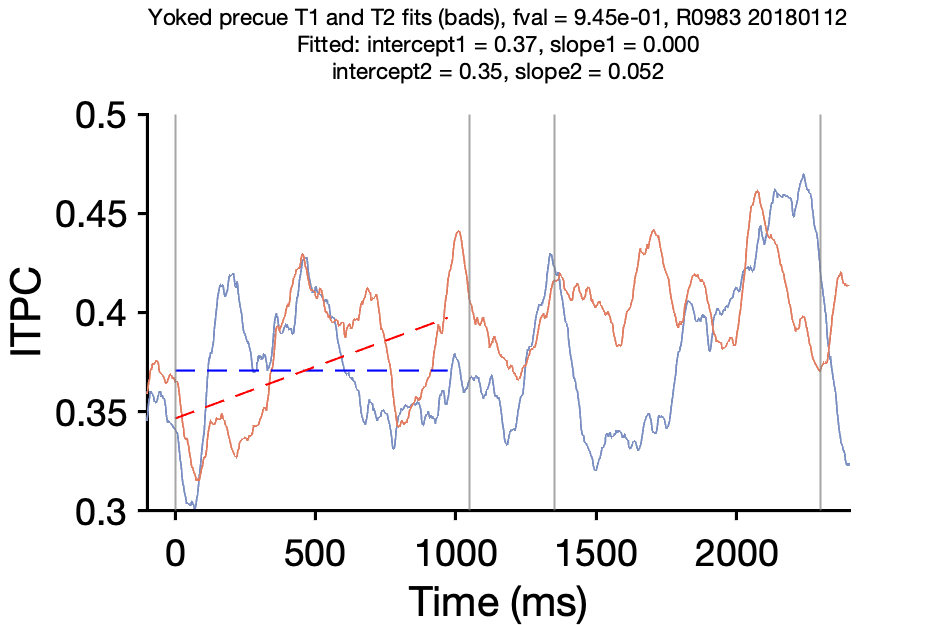 Yoked precue T1 and T2 fits (bads), fval = 9.45e-01, R0983 20180112
Fitted: intercept1 = 0.37, slope1 = 0.000
intercept2 = 0.35, slope2 = 0.052
0.5
0.45
0.4
0.35
0.3
ITPC
0 500 1000 1500 2000
Time (ms)